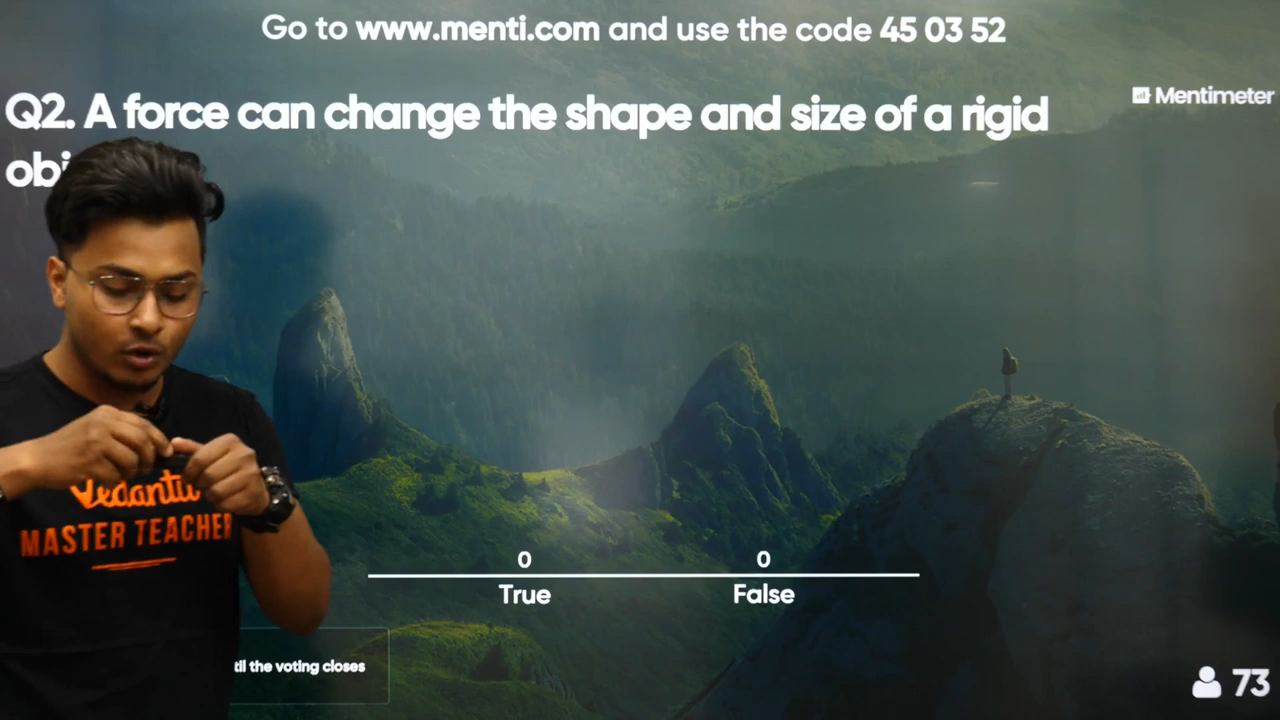 Go to www.menti.com and use the code 45 03 52
Mentimeter
Q2. A force can change the shape and size of a rigid
0 0
True False
the voting closes
73
Vedantu
MASTER TEACHER